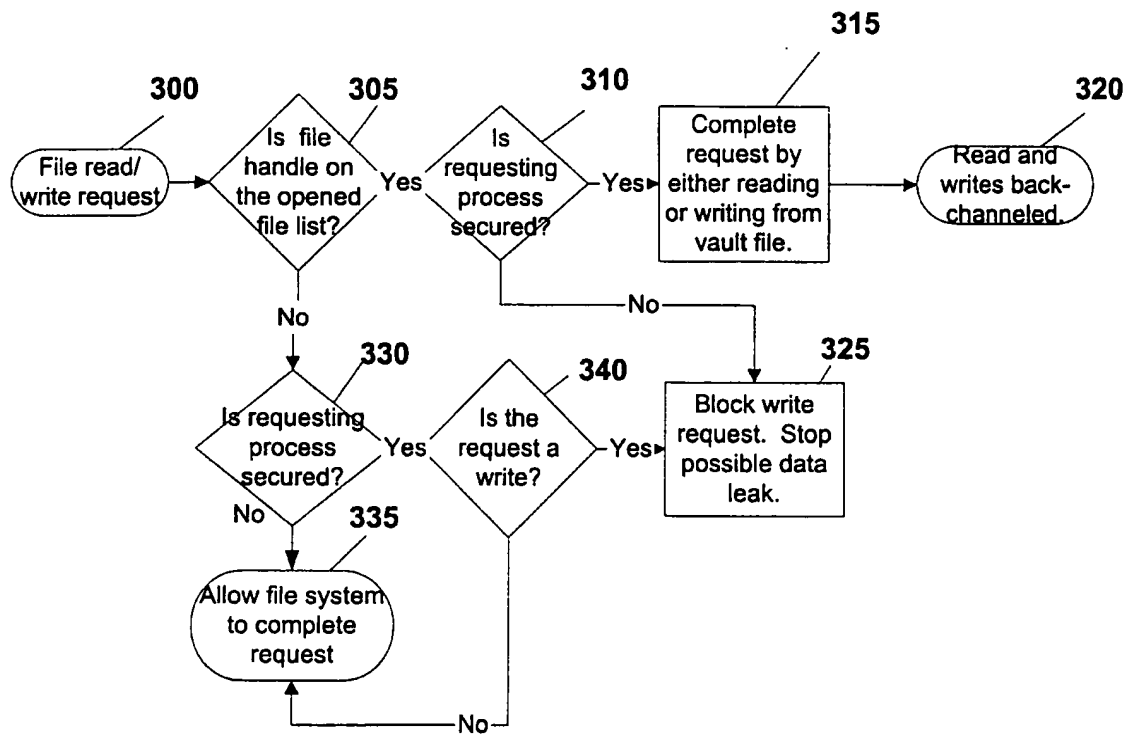 315
300
305
310
320
File read/
write request
Is file
handle on
the opened
file list?
Yes
Is
requesting
process
secured?
Yes
Complete
request by
either reading
or writing from
vault file.
Read and
writes back-
channeled.
No
No
330
340
325
Is requesting
process
secured?
Yes
Is the
request a
write?
Yes
Block write
request. Stop
possible data
leak.
No
335
Allow file system
to complete
request
No